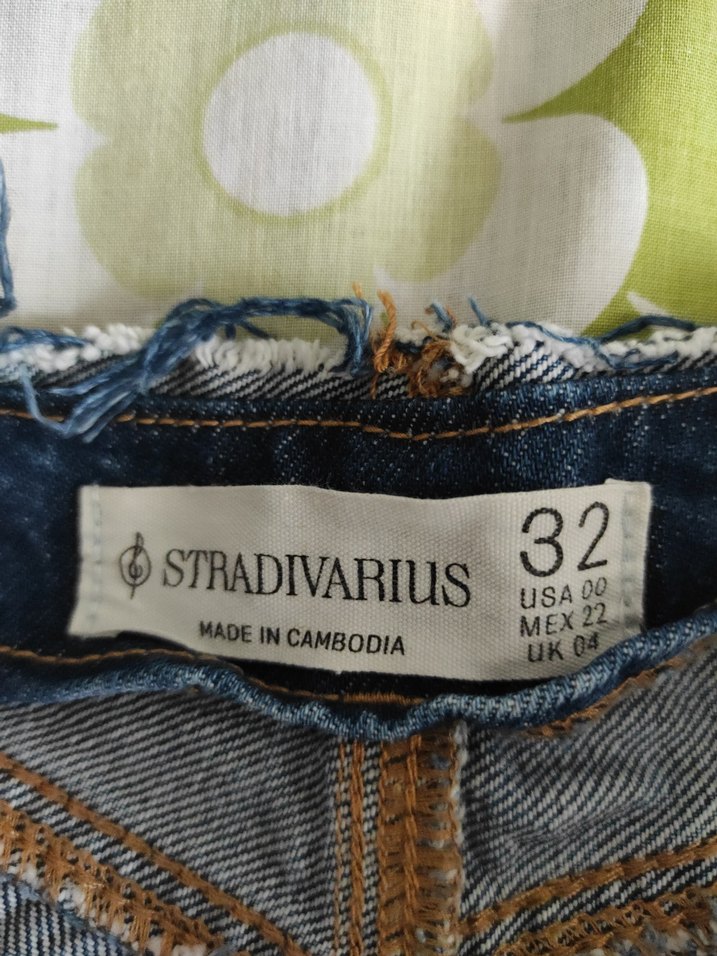 STRADIVARIUS
MADE IN CAMBODIA
32
USA 00
MEX 22
UK 04